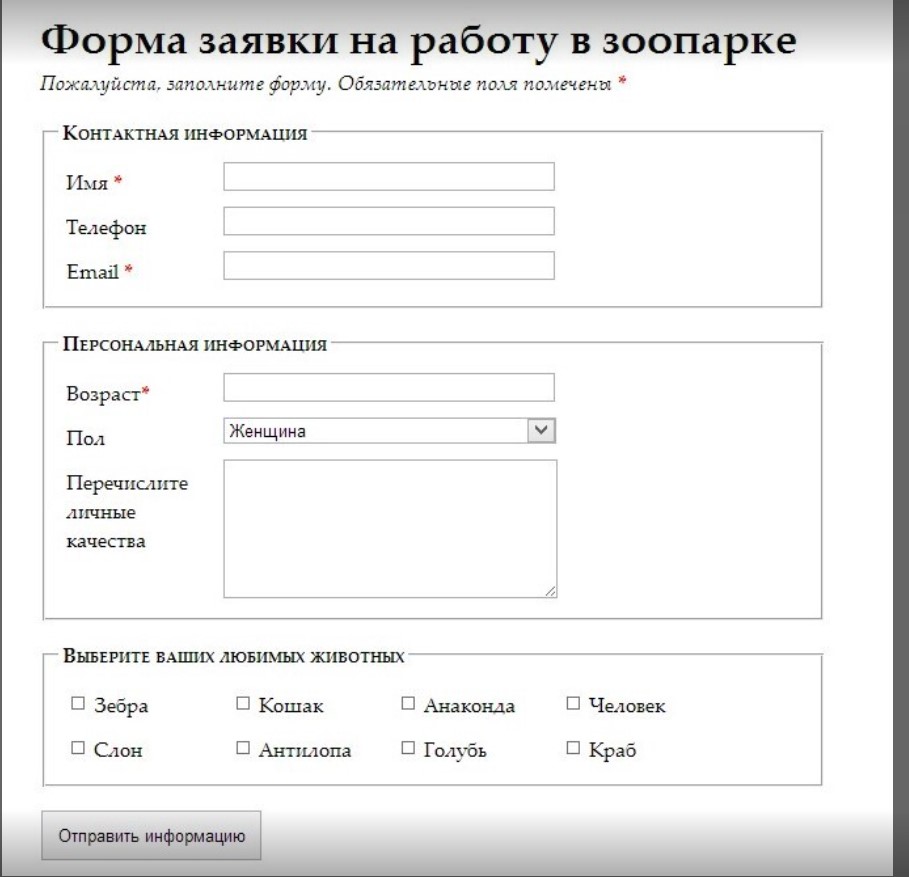 Форма заявки на работу в зоопарке
Пожалуйста, заполните форму. Обязательные поля помечены *
Контактная информация
Имя *
Телефон
Email *
Персональная информация
Возраст*
Пол
Женщина
Перечислите
личные
качества
Выберите ваших любимых животных
Зебра Кошак Анаконда Человек
Слон Антилопа Голубь Краб
Отправить информацию